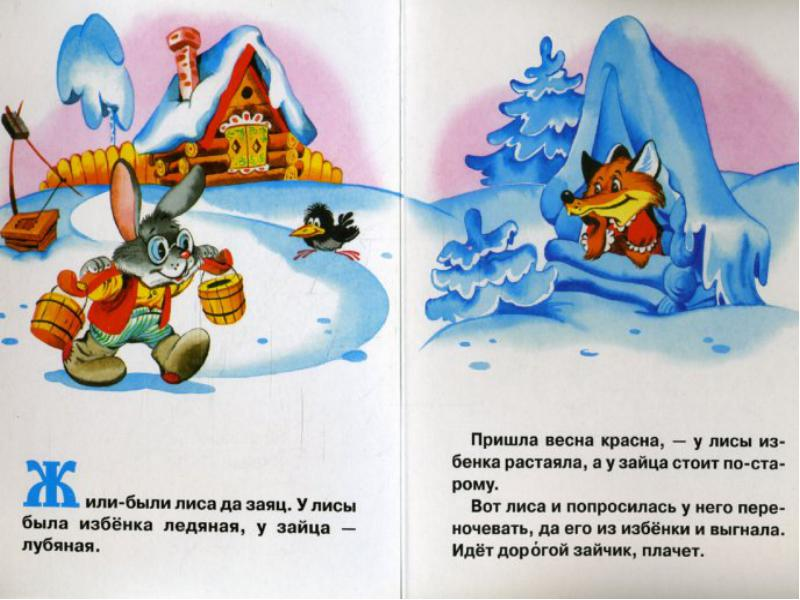 Жили-были лиса да заяц. У лисы
была избёнка ледяная, у зайца —
лубяная.
Пришла весна красна, — у лисы из-
бенка растаяла, а у зайца стоит по-ста-
рому.
Вот лиса и попросилась у него пере-
ночевать, да его из избёнки и выгнала.
Идёт доро́гой зайчик, плачет.